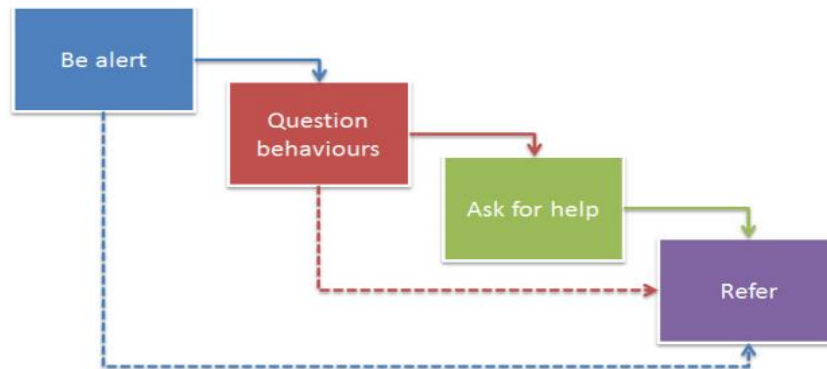 Be alert
Question
behaviours
Ask for help
Refer